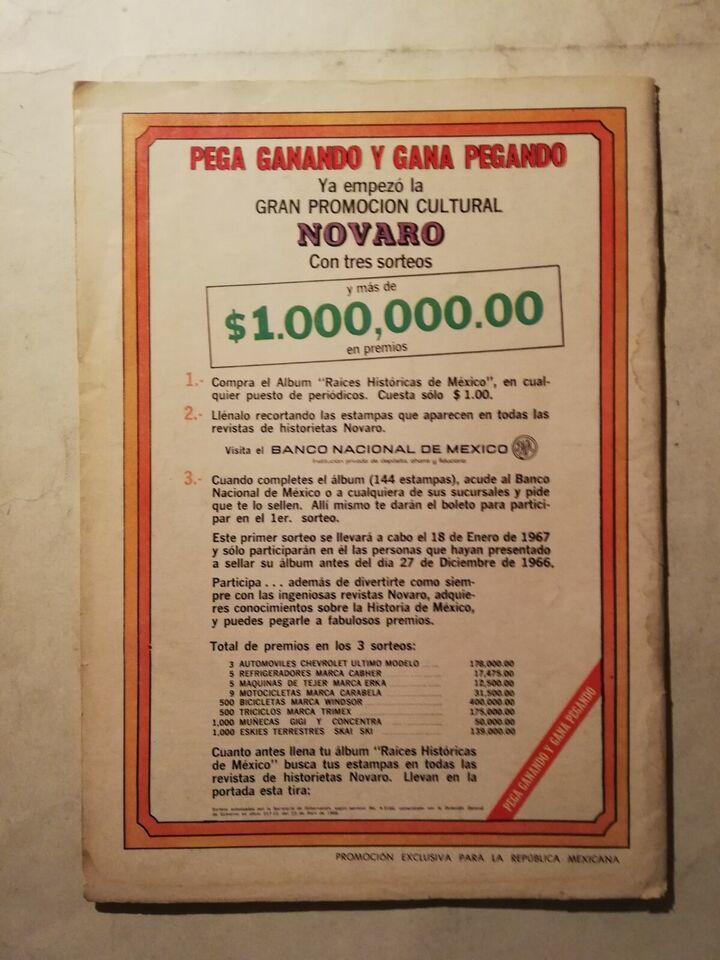 PEGA GANANDO Y GANA PEGANDO
Ya empezó la
GRAN PROMOCION CULTURAL
NOVARO
Con tres sorteos
y más de
$1.000,000.00
en premios
1.- Compra el Album "Raíces Históricas de México", en cual-
quier puesto de periódicos. Cuesta sólo $ 1.00.
2.- Llénalo recortando las estampas que aparecen en todas las
revistas de historietas Novaro.
Visita el BANCO NACIONAL DE MEXICO
Institución privada de depósito, ahorro y fiduciaria
3.- Cuando completes el álbum (144 estampas), acude al Banco
Nacional de México o a cualquiera de sus sucursales y pide
que te lo sellen. Allí mismo te darán el boleto para partici-
par en el 1er. sorteo.
Este primer sorteo se llevará a cabo el 18 de Enero de 1967
y sólo participarán en él las personas que hayan presentado
a sellar su álbum antes del día 27 de Diciembre de 1966.
Participa . . . además de divertirte como siem-
pre con las ingeniosas revistas Novaro, adquie-
res conocimientos sobre la Historia de México,
y puedes pegarle a fabulosos premios.
Total de premios en los 3 sorteos:
3 AUTOMOVILES CHEVROLET ULTIMO MODELO 178,000.00
5 REFRIGERADORES MARCA CABHER 17,475.00
5 MAQUINAS DE TEJER MARCA ERKA 12,500.00
9 MOTOCICLETAS MARCA CARABELA 31,500.00
500 BICICLETAS MARCA WINDSOR 400,000.00
500 TRICICLOS MARCA TRIMEX 175,000.00
1,000 MUÑECAS GIGI Y CONCENTRA 50,000.00
1,000 ESKIES TERRESTRES SKAI SKI 139,000.00
Cuanto antes llena tu álbum "Raíces Históricas
de México" busca tus estampas en todas las
revistas de historietas Novaro. Llevan en la
portada esta tira:
PEGA GANANDO Y GANA PEGANDO
PROMOCIÓN EXCLUSIVA PARA LA REPÚBLICA MEXICANA